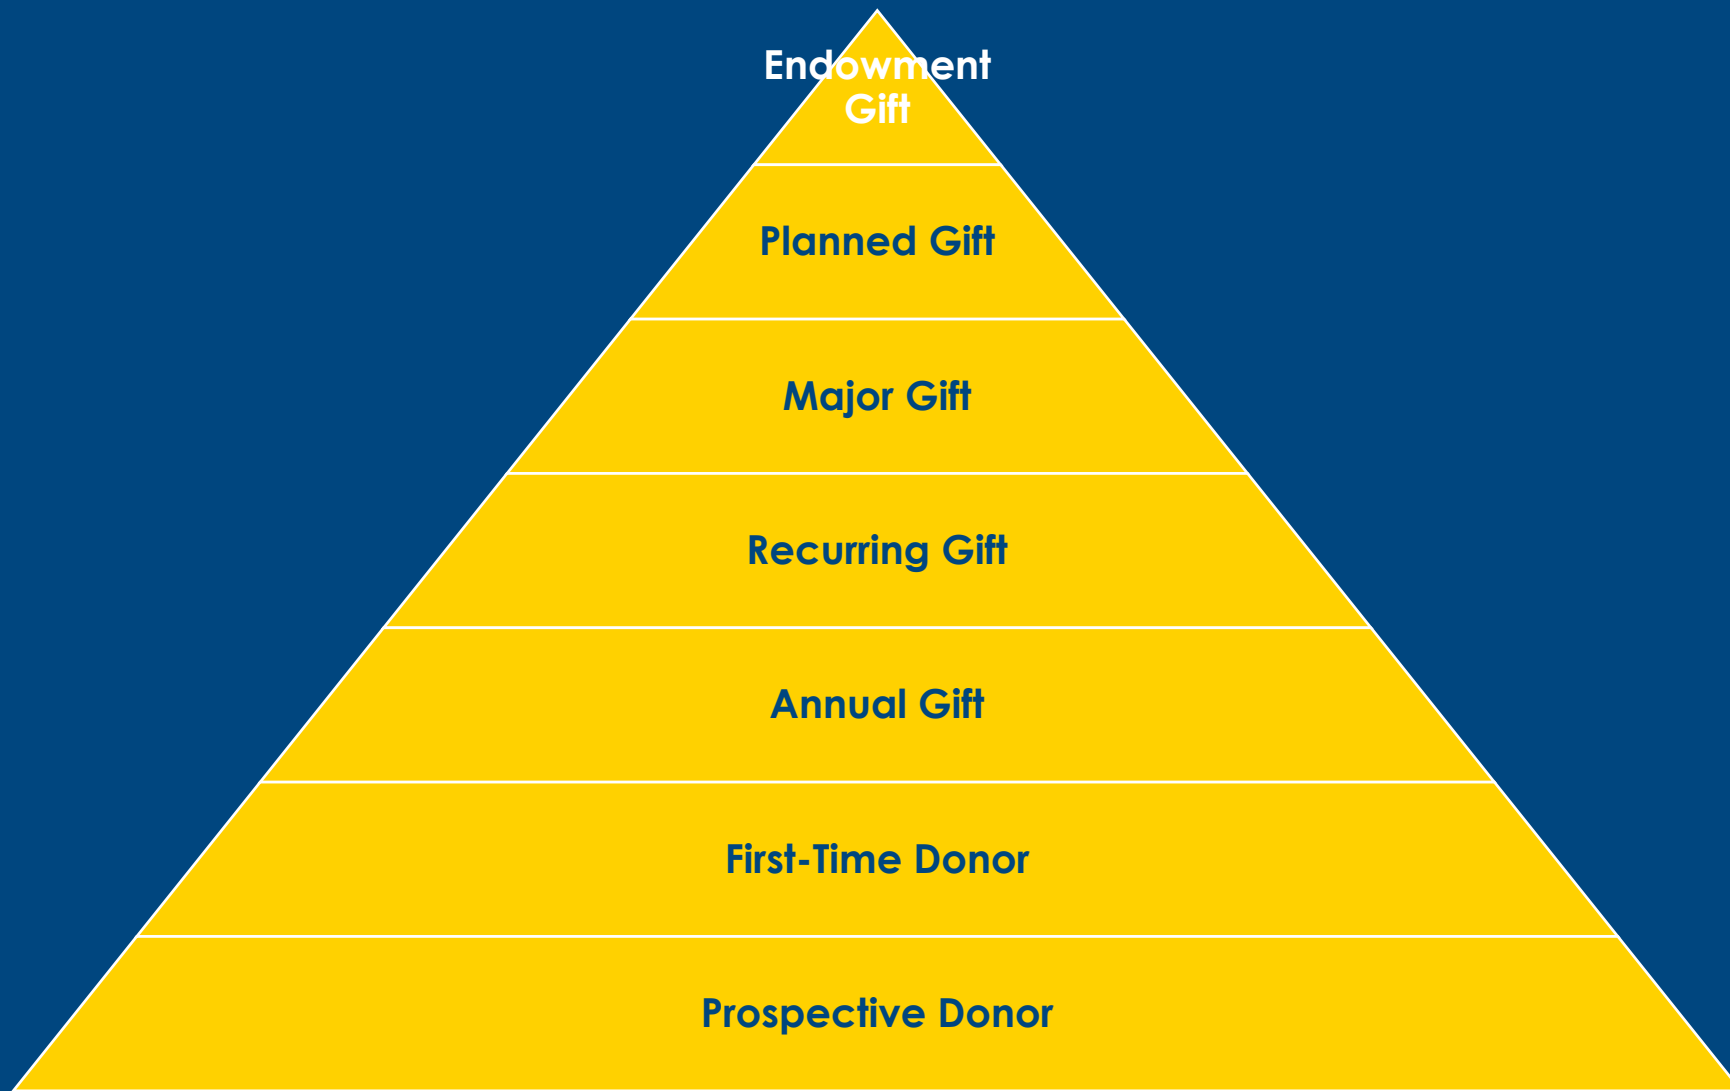 Endowment
Gift
Planned Gift
Major Gift
Recurring Gift
Annual Gift
First-Time Donor
Prospective Donor